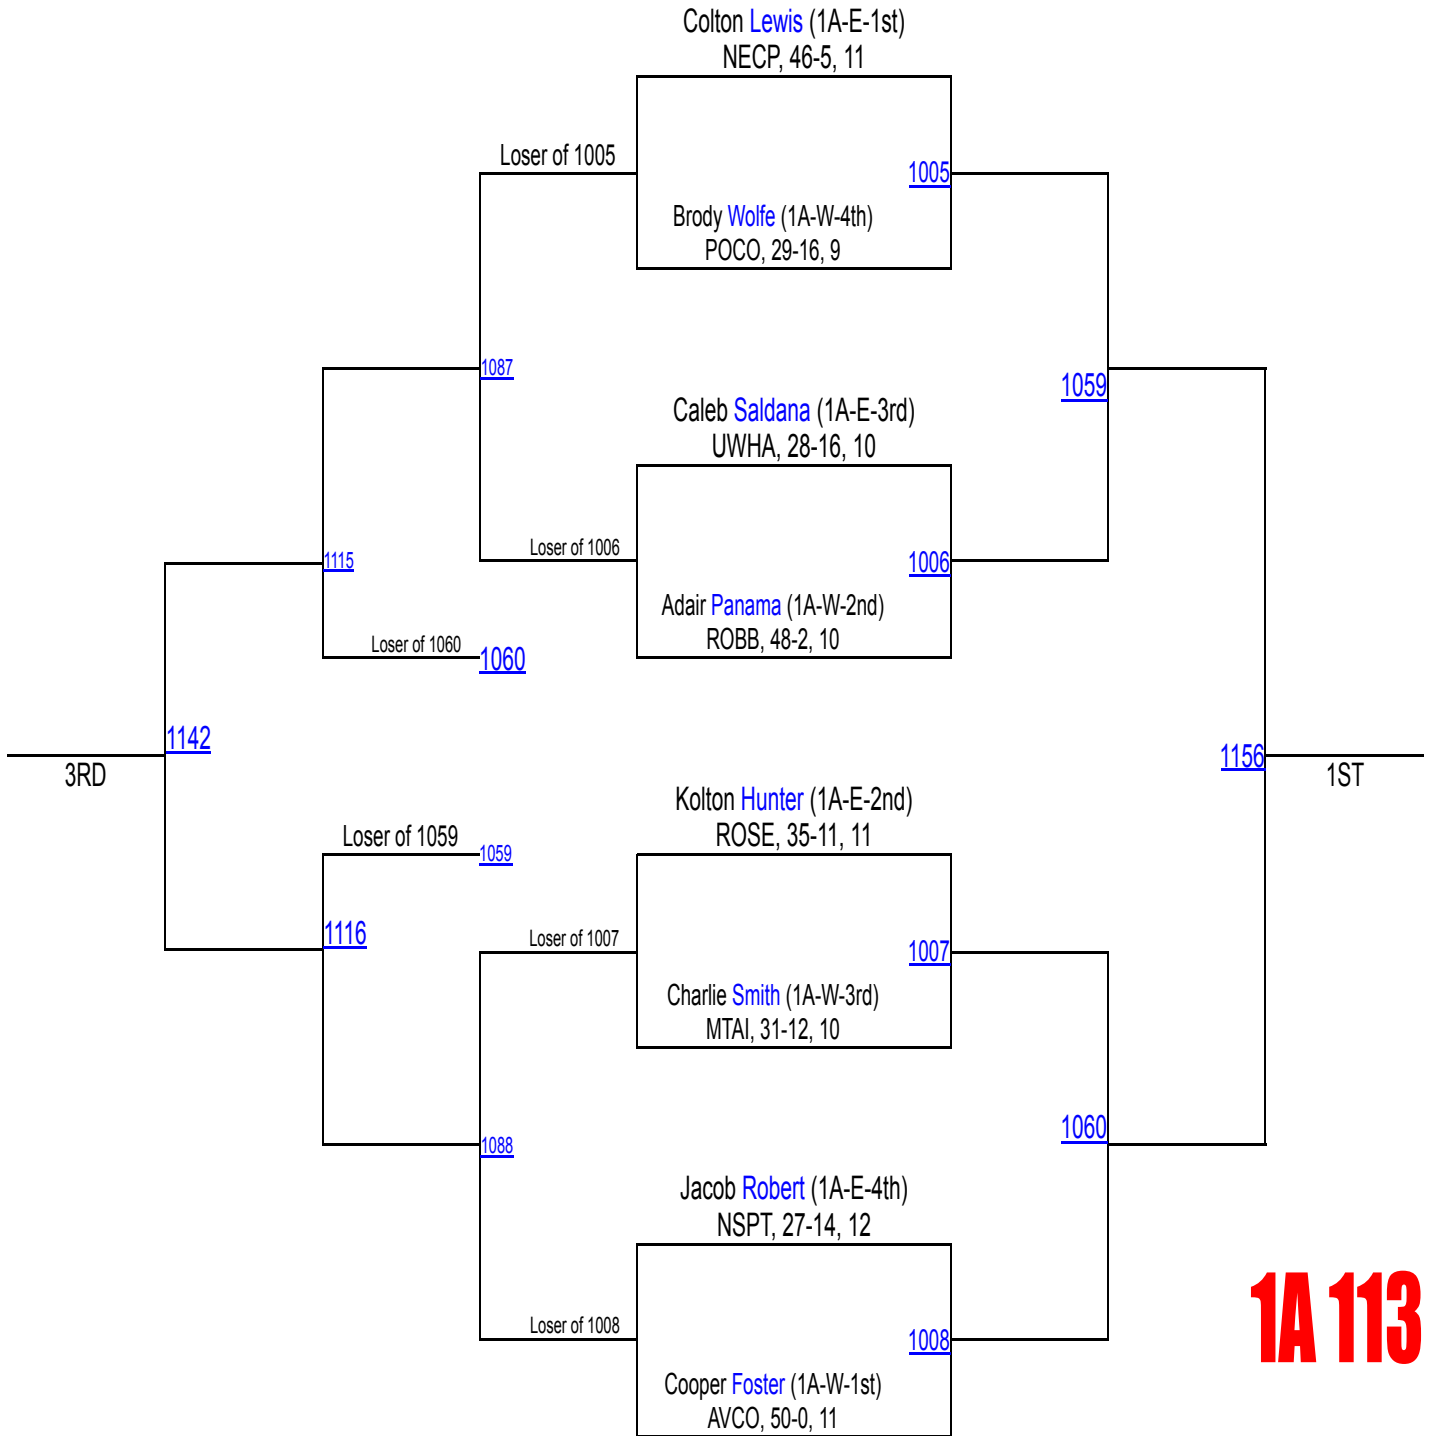 Colton Lewis (1A-E-1st)
NECP, 46-5, 11
Loser of 1005
1005
Brody Wolfe (1A-W-4th)
POCO, 29-16, 9
1087
1059
Caleb Saldana (1A-E-3rd)
UWHA, 28-16, 10
Loser of 1006
1006
1115
Adair Panama (1A-W-2nd)
ROBB, 48-2, 10
Loser of 1060
1060
1142
3RD
1156
1ST
Kolton Hunter (1A-E-2nd)
ROSE, 35-11, 11
Loser of 1059
1059
1116
Loser of 1007
1007
Charlie Smith (1A-W-3rd)
MTAI, 31-12, 10
1088
1060
Jacob Robert (1A-E-4th)
NSPT, 27-14, 12
Loser of 1008
1008
Cooper Foster (1A-W-1st)
AVCO, 50-0, 11
1A 113